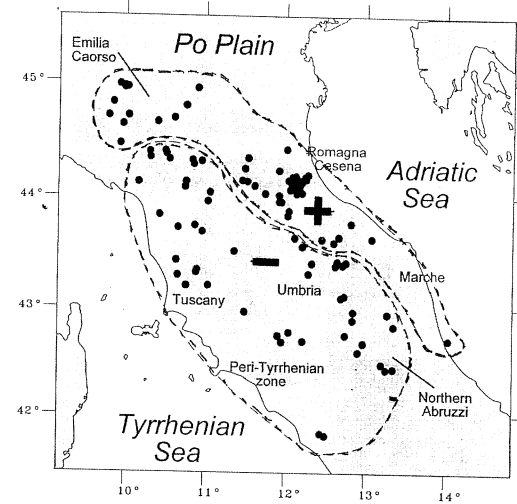 Emilia
Caorso
Po Plain
45°
Romagna
Cesena
Adriatic
Sea
44°
+
Marche
−
Umbria
Tuscany
43°
Peri-Tyrrhenian
zone
Northern
Abruzzi
42°
Tyrrhenian
Sea
10°
11°
12°
13°
14°